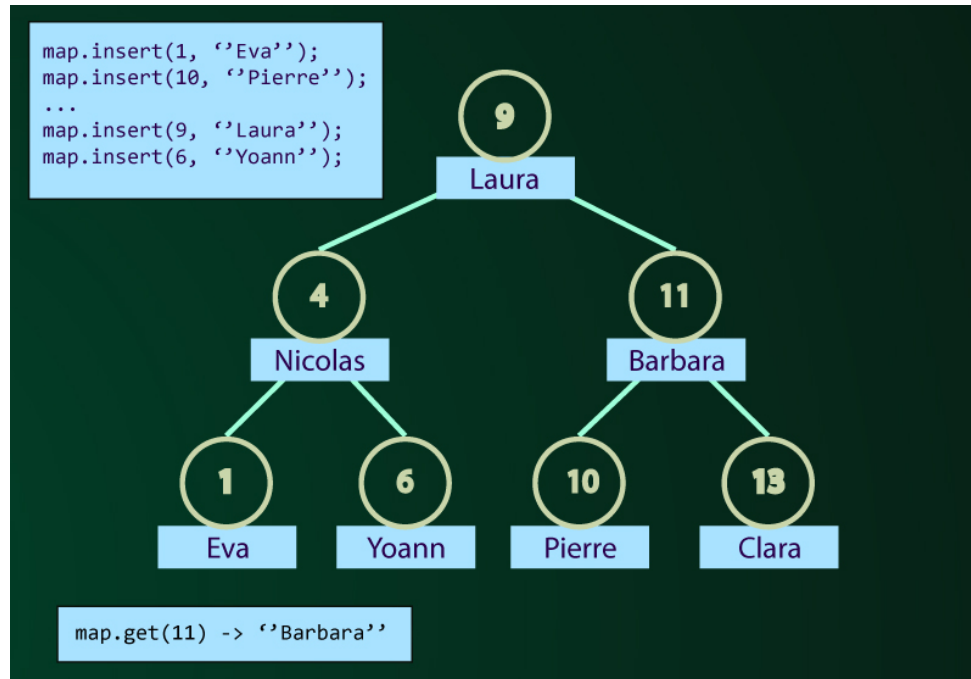 map.insert(1, ‘’Eva’’);
map.insert(10, ‘’Pierre’’);
...
map.insert(9, ‘’Laura’’);
map.insert(6, ‘’Yoann’’);
9
Laura
4
11
Nicolas
Barbara
1
6
10
13
Eva
Yoann
Pierre
Clara
map.get(11) -> ‘’Barbara’’